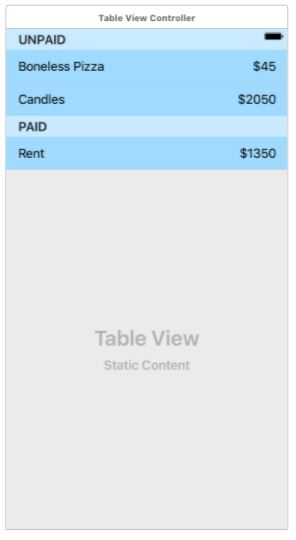 Table View Controller
UNPAID
Boneless Pizza $45
Candles $2050
PAID
Rent $1350
Table View
Static Content